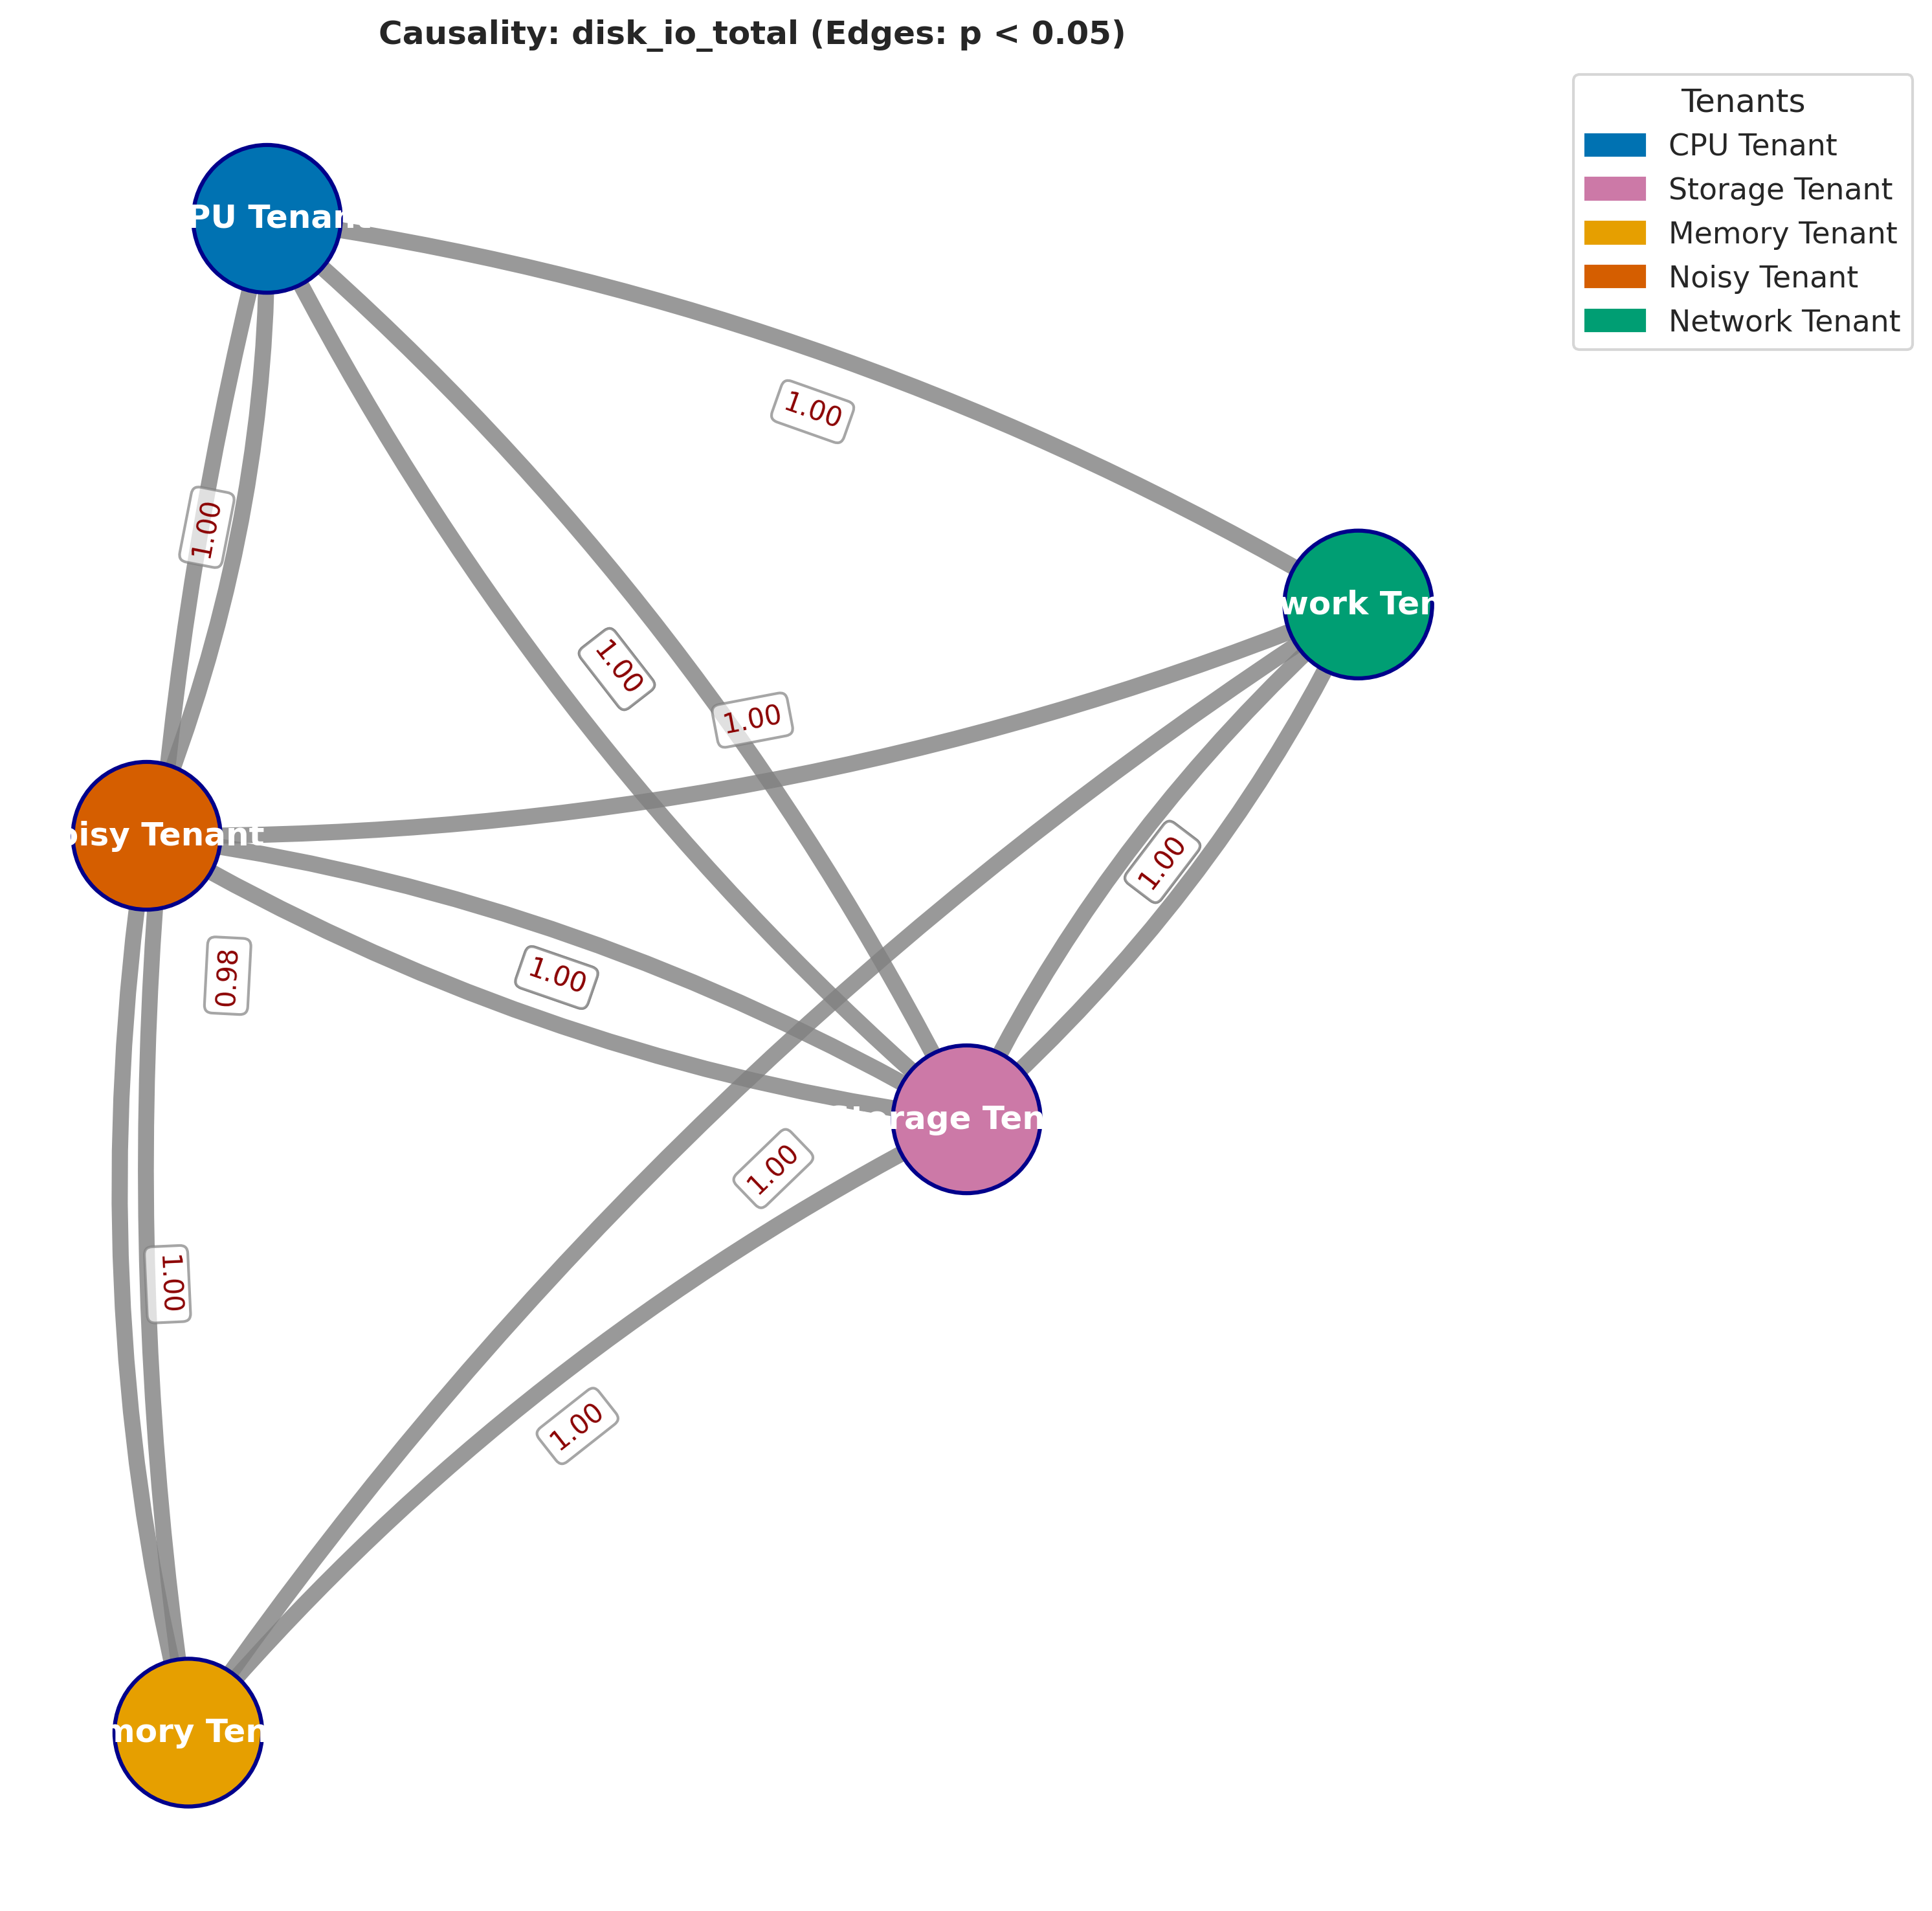 Causality: disk_io_total (Edges: p < 0.05)
Tenants
CPU Tenant
Storage Tenant
Memory Tenant
Noisy Tenant
Network Tenant
PU Tenant
1.00
1.00
work Ten
1.00
1.00
oisy Tenant
1.00
0.98
1.00
Storage Ten
1.00
1.00
1.00
mory Ten